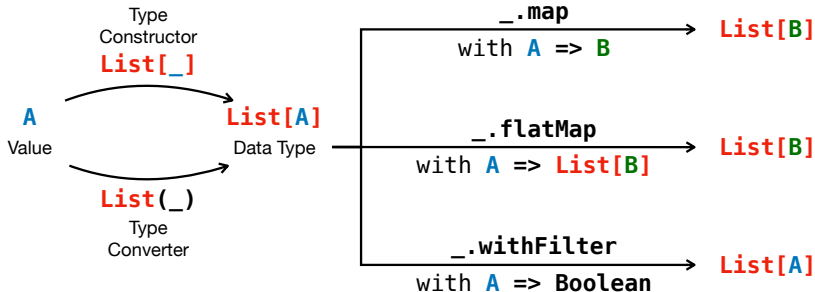 Type
Constructor
List[_]
A
Value
List[A]
Data Type
List(_)
Type
Converter
_.map
with A => B
List[B]
_.flatMap
with A => List[B]
List[B]
_.withFilter
with A => Boolean
List[A]